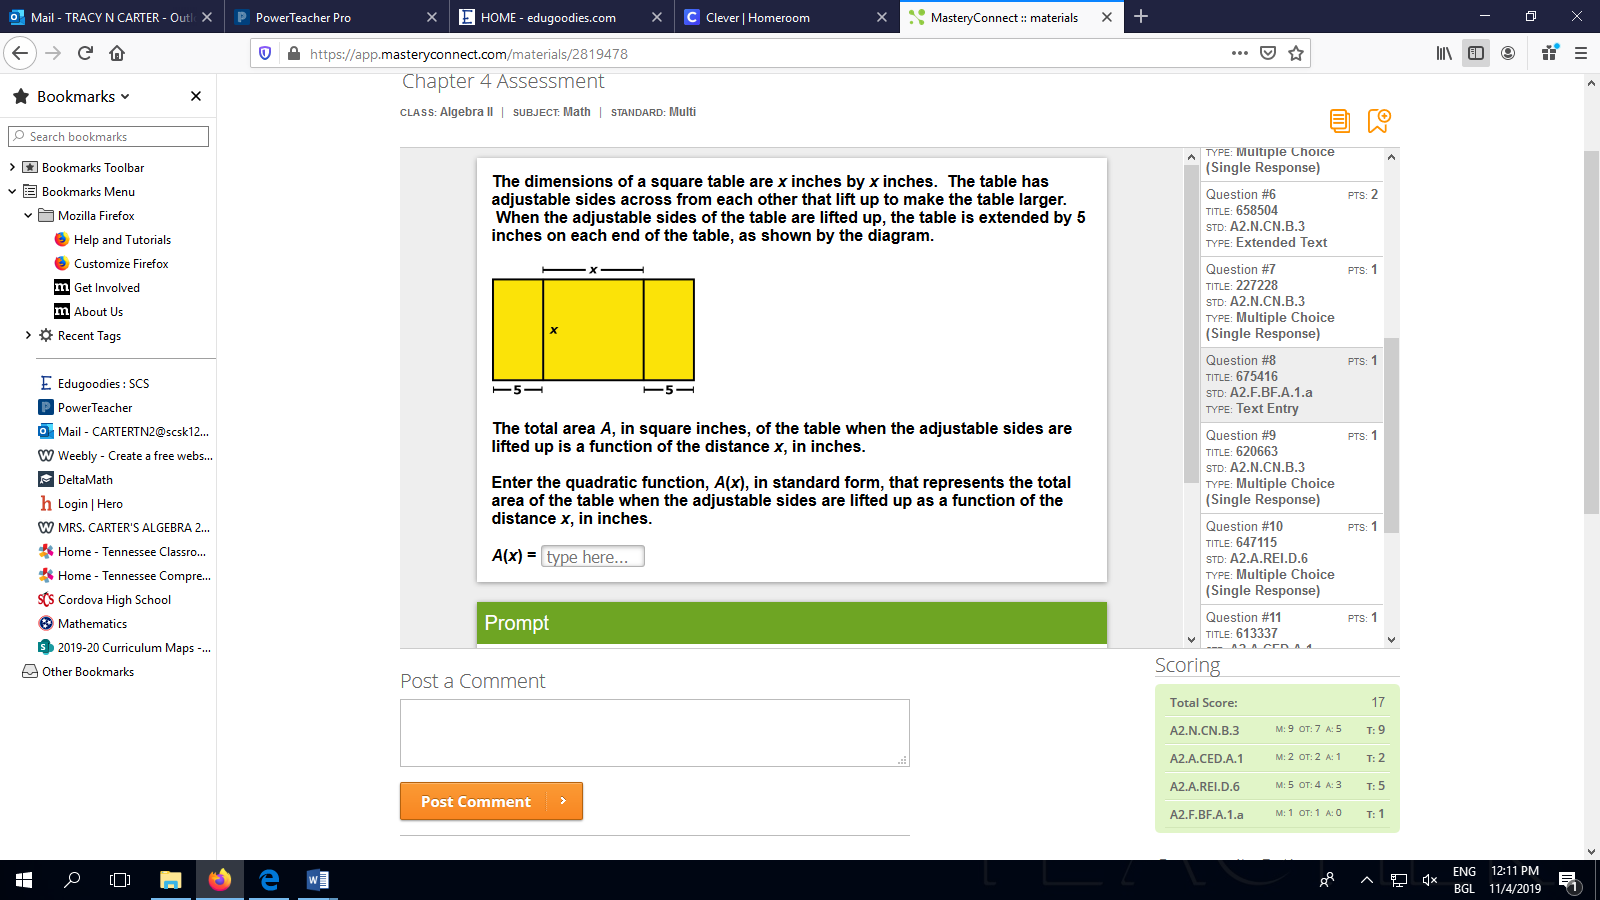 Mail - TRACY N CARTER - Outl
PowerTeacher Pro
HOME - edugoodies.com
Clever | Homeroom
MasteryConnect :: materials
https://app.masteryconnect.com/materials/2819478
Bookmarks
Search bookmarks
Bookmarks Toolbar
Bookmarks Menu
Mozilla Firefox
Help and Tutorials
Customize Firefox
Get Involved
About Us
Recent Tags
Edugoodies : SCS
PowerTeacher
Mail - CARTERTN2@scsk12...
Weebly - Create a free webs...
DeltaMath
Login | Hero
MRS. CARTER'S ALGEBRA 2...
Home - Tennessee Classro...
Home - Tennessee Compre...
Cordova High School
Mathematics
2019-20 Curriculum Maps -...
Other Bookmarks
Chapter 4 Assessment
CLASS: Algebra II | SUBJECT: Math | STANDARD: Multi
The dimensions of a square table are x inches by x inches. The table has
adjustable sides across from each other that lift up to make the table larger.
When the adjustable sides of the table are lifted up, the table is extended by 5
inches on each end of the table, as shown by the diagram.
x
x
5 5
The total area A, in square inches, of the table when the adjustable sides are
lifted up is a function of the distance x, in inches.
Enter the quadratic function, A(x), in standard form, that represents the total
area of the table when the adjustable sides are lifted up as a function of the
distance x, in inches.
A(x) = type here...
Prompt
TYPE: Multiple Choice
(Single Response)
Question #6 PTS: 2
TITLE: 658504
STD: A2.N.CN.B.3
TYPE: Extended Text
Question #7 PTS: 1
TITLE: 227228
STD: A2.N.CN.B.3
TYPE: Multiple Choice
(Single Response)
Question #8 PTS: 1
TITLE: 675416
STD: A2.F.BF.A.1.a
TYPE: Text Entry
Question #9 PTS: 1
TITLE: 620663
STD: A2.N.CN.B.3
TYPE: Multiple Choice
(Single Response)
Question #10 PTS: 1
TITLE: 647115
STD: A2.A.REI.D.6
TYPE: Multiple Choice
(Single Response)
Question #11 PTS: 1
TITLE: 613337
STD: A2.A.CED.A.1
Post a Comment
Post Comment
Scoring
Total Score: 17
A2.N.CN.B.3 M: 9 OT: 7 A: 5 T: 9
A2.A.CED.A.1 M: 2 OT: 2 A: 1 T: 2
A2.A.REI.D.6 M: 5 OT: 4 A: 3 T: 5
A2.F.BF.A.1.a M: 1 OT: 1 A: 0 T: 1
ENG
BGL
12:11 PM
11/4/2019
1